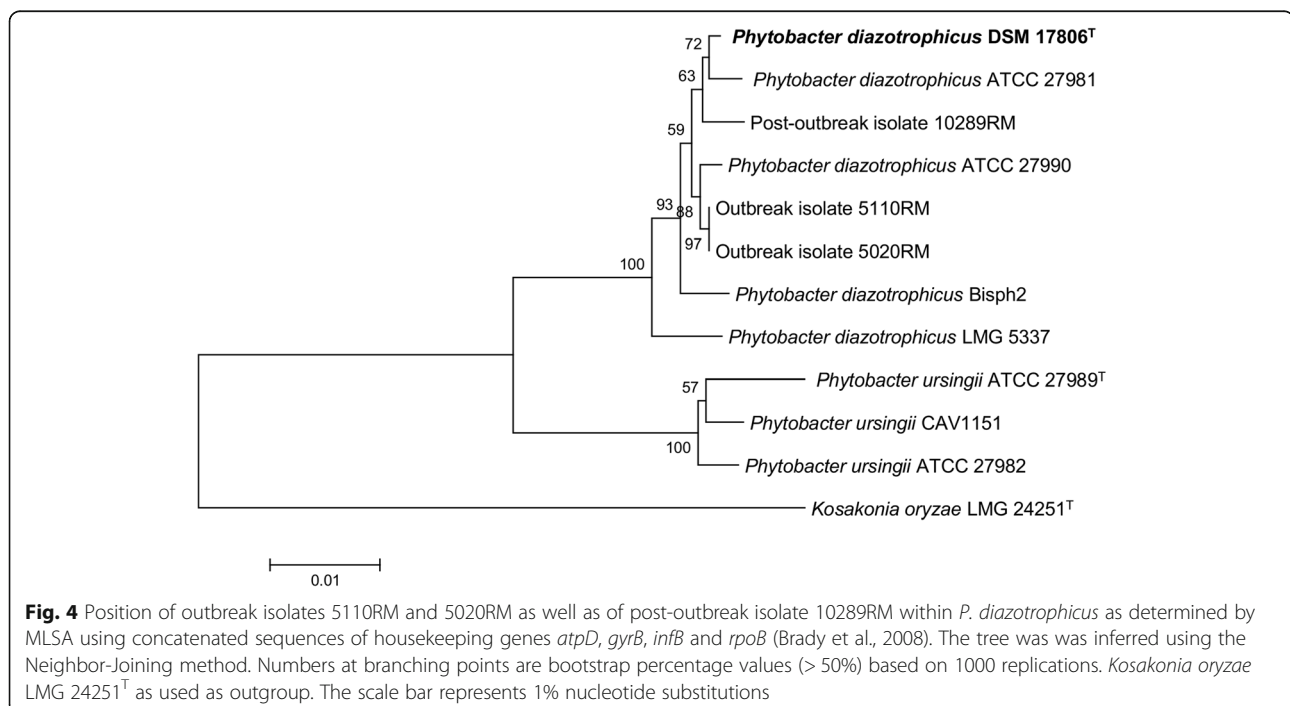 Phytobacter diazotrophicus DSM 17806T
72
Phytobacter diazotrophicus ATCC 27981
63
Post-outbreak isolate 10289RM
59
Phytobacter diazotrophicus ATCC 27990
93
88
Outbreak isolate 5110RM
97
Outbreak isolate 5020RM
100
Phytobacter diazotrophicus Bisph2
Phytobacter diazotrophicus LMG 5337
Phytobacter ursingii ATCC 27989T
57
Phytobacter ursingii CAV1151
100
Phytobacter ursingii ATCC 27982
Kosakonia oryzae LMG 24251T
0.01
Fig. 4 Position of outbreak isolates 5110RM and 5020RM as well as of post-outbreak isolate 10289RM within P. diazotrophicus as determined by
MLSA using concatenated sequences of housekeeping genes atpD, gyrB, infB and rpoB (Brady et al., 2008). The tree was was inferred using the
Neighbor-Joining method. Numbers at branching points are bootstrap percentage values (> 50%) based on 1000 replications. Kosakonia oryzae
LMG 24251T as used as outgroup. The scale bar represents 1% nucleotide substitutions